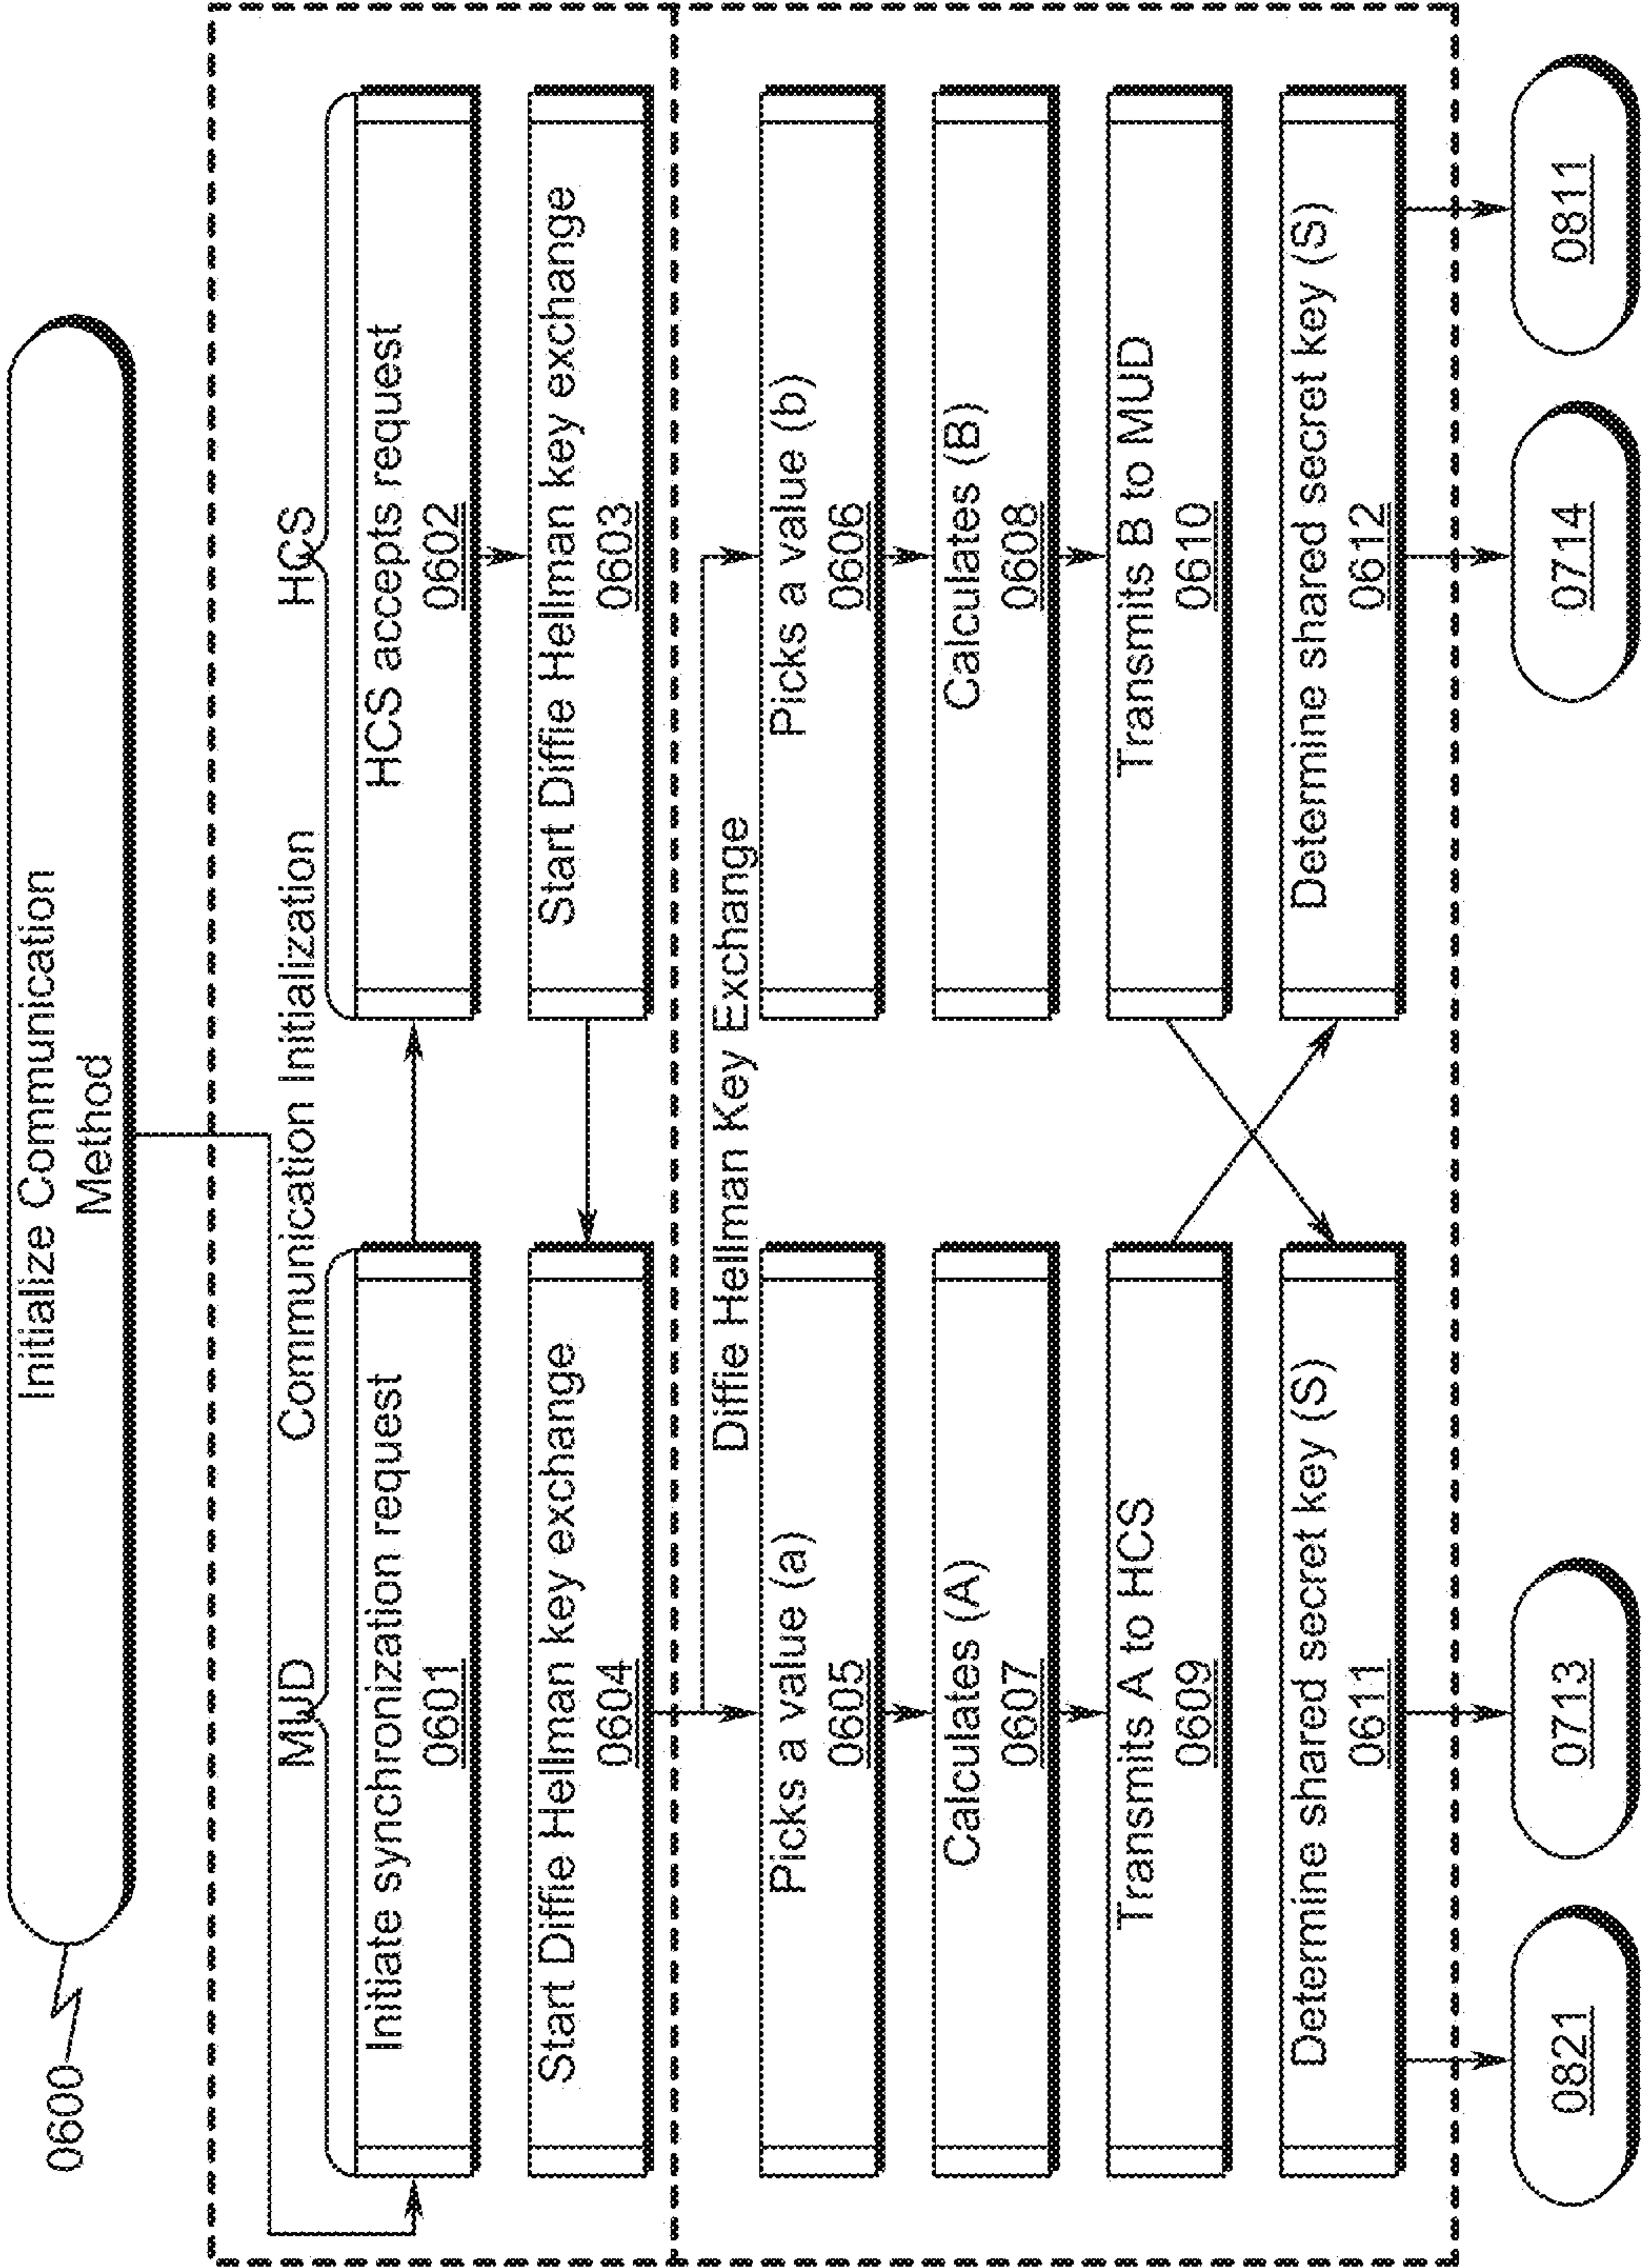 0600
Initialize Communication
Method
MUD
Communication Initialization
HCS
Initiate synchronization request
0601
HCS accepts request
0602
Start Diffie Hellman key exchange
0604
Start Diffie Hellman key exchange
0603
Diffie Hellman Key Exchange
Picks a value (a)
0605
Picks a value (b)
0606
Calculates (A)
0607
Calculates (B)
0608
Transmits A to HCS
0609
Transmits B to MUD
0610
Determine shared secret key (S)
0611
Determine shared secret key (S)
0612
0821
0713
0714
0811